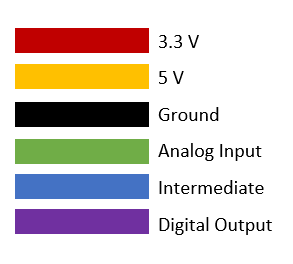 3.3 V
5 V
Ground
Analog Input
Intermediate
Digital Output